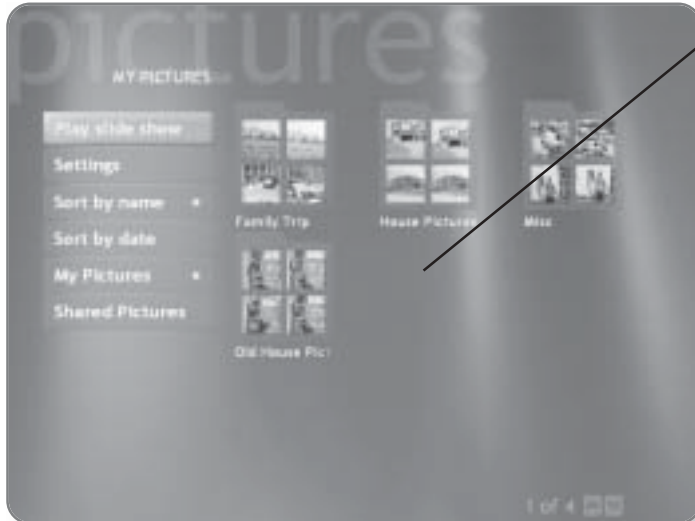 pictures
MY PICTURES
Play slide show
Settings
Sort by name
Sort by date
My Pictures
Shared Pictures
Family Trip
House Pictures
Misc
Old House Pict
1 of 4